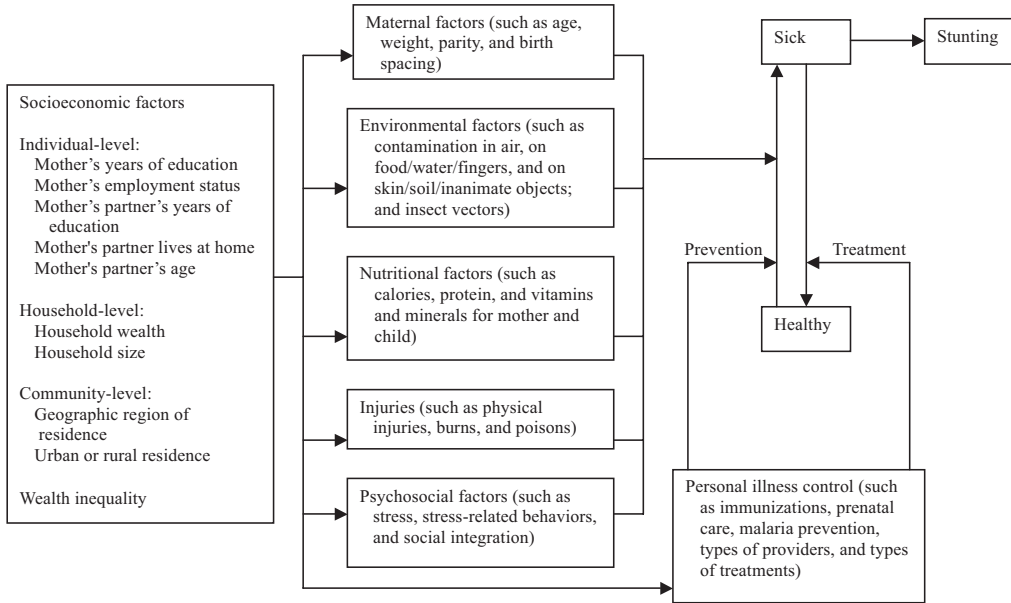 Socioeconomic factors
Individual-level:
Mother’s years of education
Mother’s employment status
Mother’s partner’s years of
education
Mother's partner lives at home
Mother's partner’s age
Household-level:
Household wealth
Household size
Community-level:
Geographic region of
residence
Urban or rural residence
Wealth inequality
Maternal factors (such as age,
weight, parity, and birth
spacing)
Environmental factors (such as
contamination in air, on
food/water/fingers, and on
skin/soil/inanimate objects;
and insect vectors)
Nutritional factors (such as
calories, protein, and vitamins
and minerals for mother and
child)
Injuries (such as physical
injuries, burns, and poisons)
Psychosocial factors (such as
stress, stress-related behaviors,
and social integration)
Sick
Stunting
Prevention
Treatment
Healthy
Personal illness control (such
as immunizations, prenatal
care, malaria prevention,
types of providers, and types
of treatments)